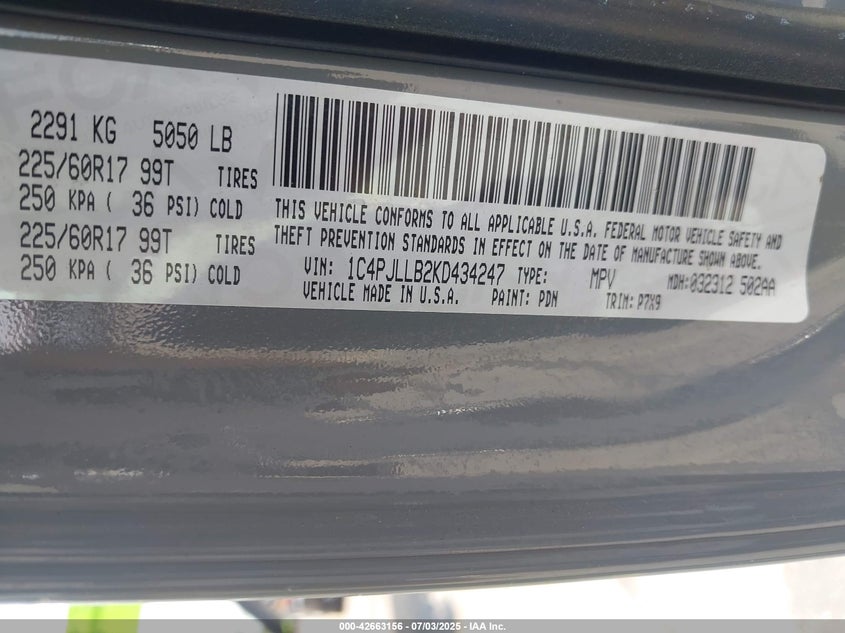 2291 KG 5050 LB
225/60R17 99T TIRES
250 KPA ( 36 PSI) COLD
225/60R17 99T TIRES
250 KPA ( 36 PSI) COLD
THIS VEHICLE CONFORMS TO ALL APPLICABLE U.S.A. FEDERAL MOTOR VEHICLE SAFETY AND
THEFT PREVENTION STANDARDS IN EFFECT ON THE DATE OF MANUFACTURE SHOWN ABOVE.
VIN: 1C4PJLLB2KD434247 TYPE: MPV MDH:032312 502AA
VEHICLE MADE IN U.S.A. PAINT: PDN TRIM: P7X9
000-42663156 | 07/03/2025 | © IAA Inc.